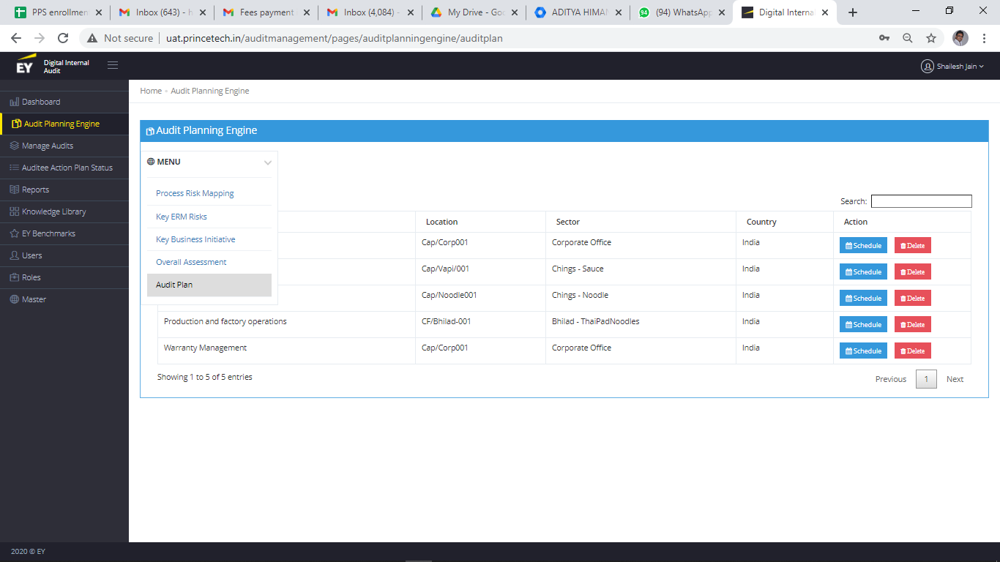 PPS enrollmen
Inbox (643) - h
Fees payment
Inbox (4,084) -
My Drive - Goo
ADITYA HIMAN
94
(94) WhatsApp
Digital Interna
Not secure
uat.princetech.in/auditmanagement/pages/auditplanningengine/auditplan
EY
Digital Internal
Audit
Shailesh Jain
Dashboard
Audit Planning Engine
Manage Audits
Auditee Action Plan Status
Reports
Knowledge Library
EY Benchmarks
Users
Roles
Master
Home
Audit Planning Engine
Audit Planning Engine
MENU
Process Risk Mapping
Key ERM Risks
Key Business Initiative
Overall Assessment
Audit Plan
Search:
Location Sector Country Action
Cap/Corp001 Corporate Office India Schedule Delete
Cap/Vapi/001 Chings - Sauce India Schedule Delete
Cap/Noodle001 Chings - Noodle India Schedule Delete
Production and factory operations CF/Bhilad-001 Bhilad - ThaiPadNoodles India Schedule Delete
Warranty Management Cap/Corp001 Corporate Office India Schedule Delete
Showing 1 to 5 of 5 entries
Previous 1 Next
2020 © EY